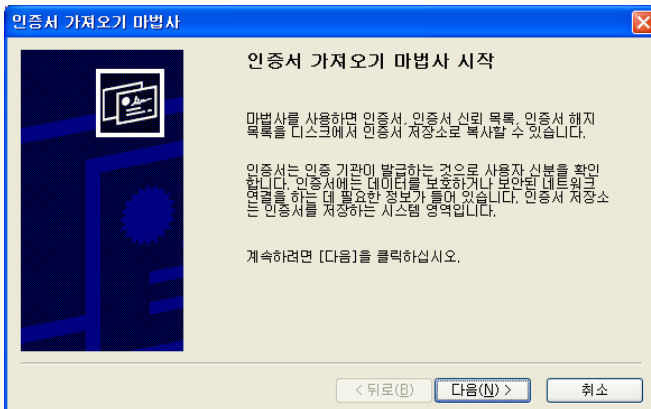 인증서 가져오기 마법사
인증서 가져오기 마법사 시작
마법사를 사용하면 인증서, 인증서 신뢰 목록, 인증서 해지
목록을 디스크에서 인증서 저장소로 복사할 수 있습니다.
인증서는 인증 기관이 발급하는 것으로 사용자 신분을 확인
합니다. 인증서에는 데이터를 보호하거나 보안된 네트워크
연결을 하는 데 필요한 정보가 들어 있습니다. 인증서 저장소
는 인증서를 저장하는 시스템 영역입니다.
계속하려면 [다음]을 클릭하십시오.
< 뒤로(B) 다음(N) > 취소